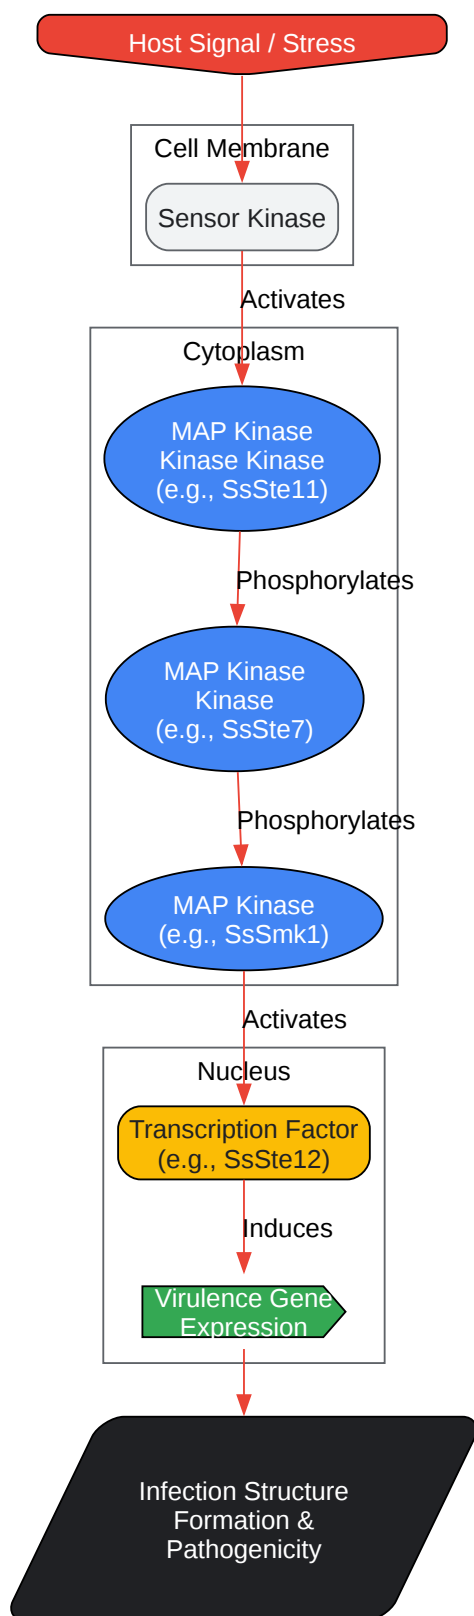 Host Signal / Stress
Cell Membrane
Sensor Kinase
Activates
Cytoplasm
MAP Kinase
Kinase Kinase
(e.g., SsSte11)
Phosphorylates
MAP Kinase
Kinase
(e.g., SsSte7)
Phosphorylates
MAP Kinase
(e.g., SsSmk1)
Activates
Nucleus
Transcription Factor
(e.g., SsSte12)
Induces
Virulence Gene
Expression
Infection Structure
Formation &
Pathogenicity